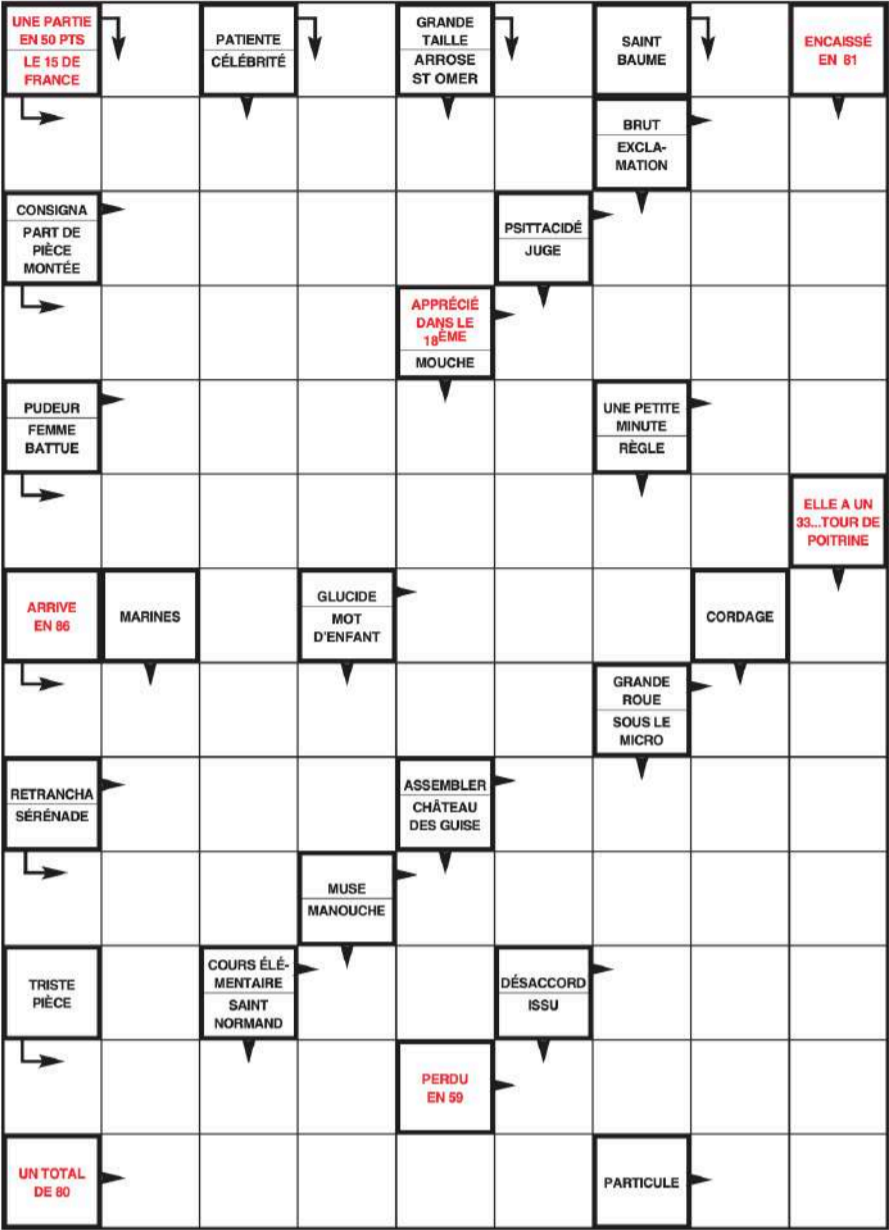 UNE PARTIE
EN 50 PTS
LE 15 DE
FRANCE
PATIENTE
CÉLÉBRITÉ
GRANDE
TAILLE
ARROSE
ST OMER
SAINT
BAUME
ENCAISSÉ
EN 81
BRUT
EXCLA-
MATION
CONSIGNA
PART DE
PIÈCE
MONTÉE
PSITTACIDÉ
JUGE
APPRÉCIÉ
DANS LE
18ÈME
MOUCHE
PUDEUR
FEMME
BATTUE
UNE PETITE
MINUTE
RÈGLE
ELLE A UN
33...TOUR DE
POITRINE
ARRIVE
EN 86
MARINES
GLUCIDE
MOT
D'ENFANT
CORDAGE
GRANDE
ROUE
SOUS LE
MICRO
RETRANCHA
SÉRÉNADE
ASSEMBLER
CHÂTEAU
DES GUISE
MUSE
MANOUCHE
TRISTE
PIÈCE
COURS ÉLÉ-
MENTAIRE
SAINT
NORMAND
DÉSACCORD
ISSU
PERDU
EN 59
UN TOTAL
DE 80
PARTICULE